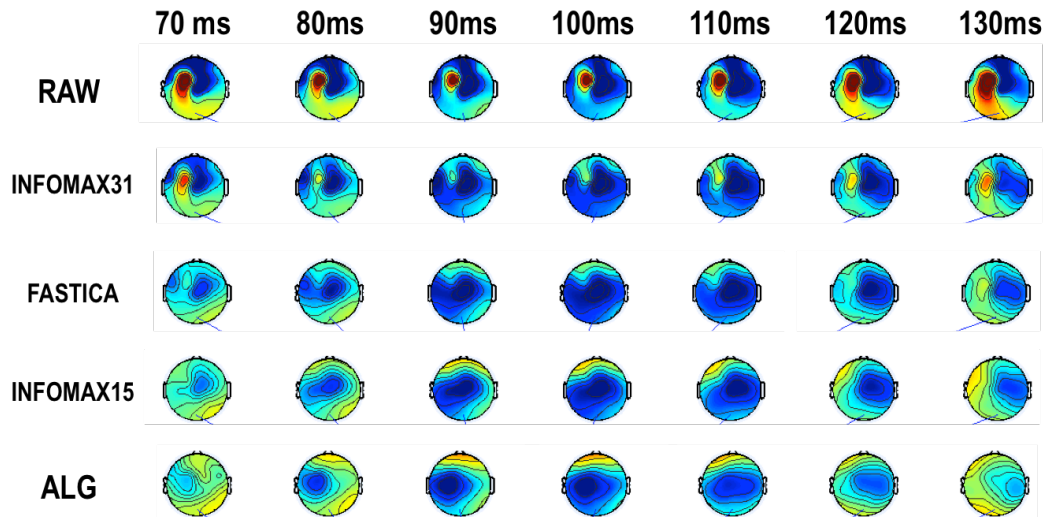 70 ms 80ms 90ms 100ms 110ms 120ms 130ms
RAW
INFOMAX31
FASTICA
INFOMAX15
ALG